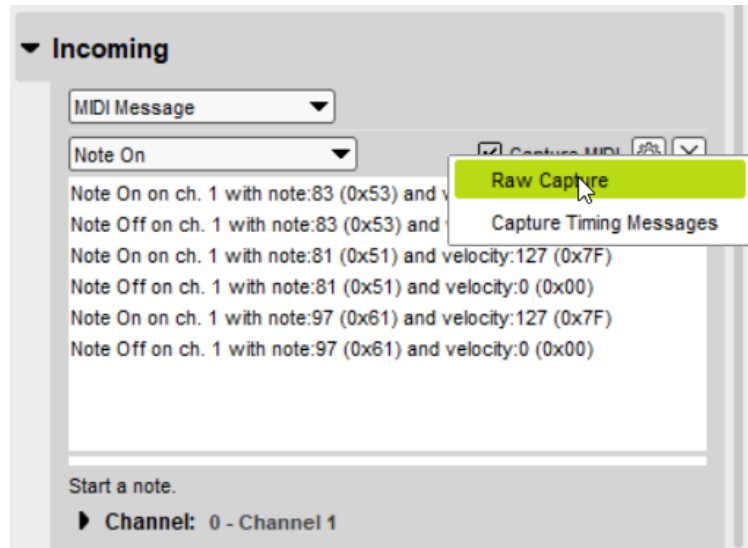 Incoming
MIDI Message
Note On
Capture MIDI
Raw Capture
Capture Timing Messages
Note On on ch. 1 with note:83 (0x53) and
Note Off on ch. 1 with note:83 (0x53) and
Note On on ch. 1 with note:81 (0x51) and velocity:127 (0x7F)
Note Off on ch. 1 with note:81 (0x51) and velocity:0 (0x00)
Note On on ch. 1 with note:97 (0x61) and velocity:127 (0x7F)
Note Off on ch. 1 with note:97 (0x61) and velocity:0 (0x00)
Start a note.
Channel: 0 - Channel 1